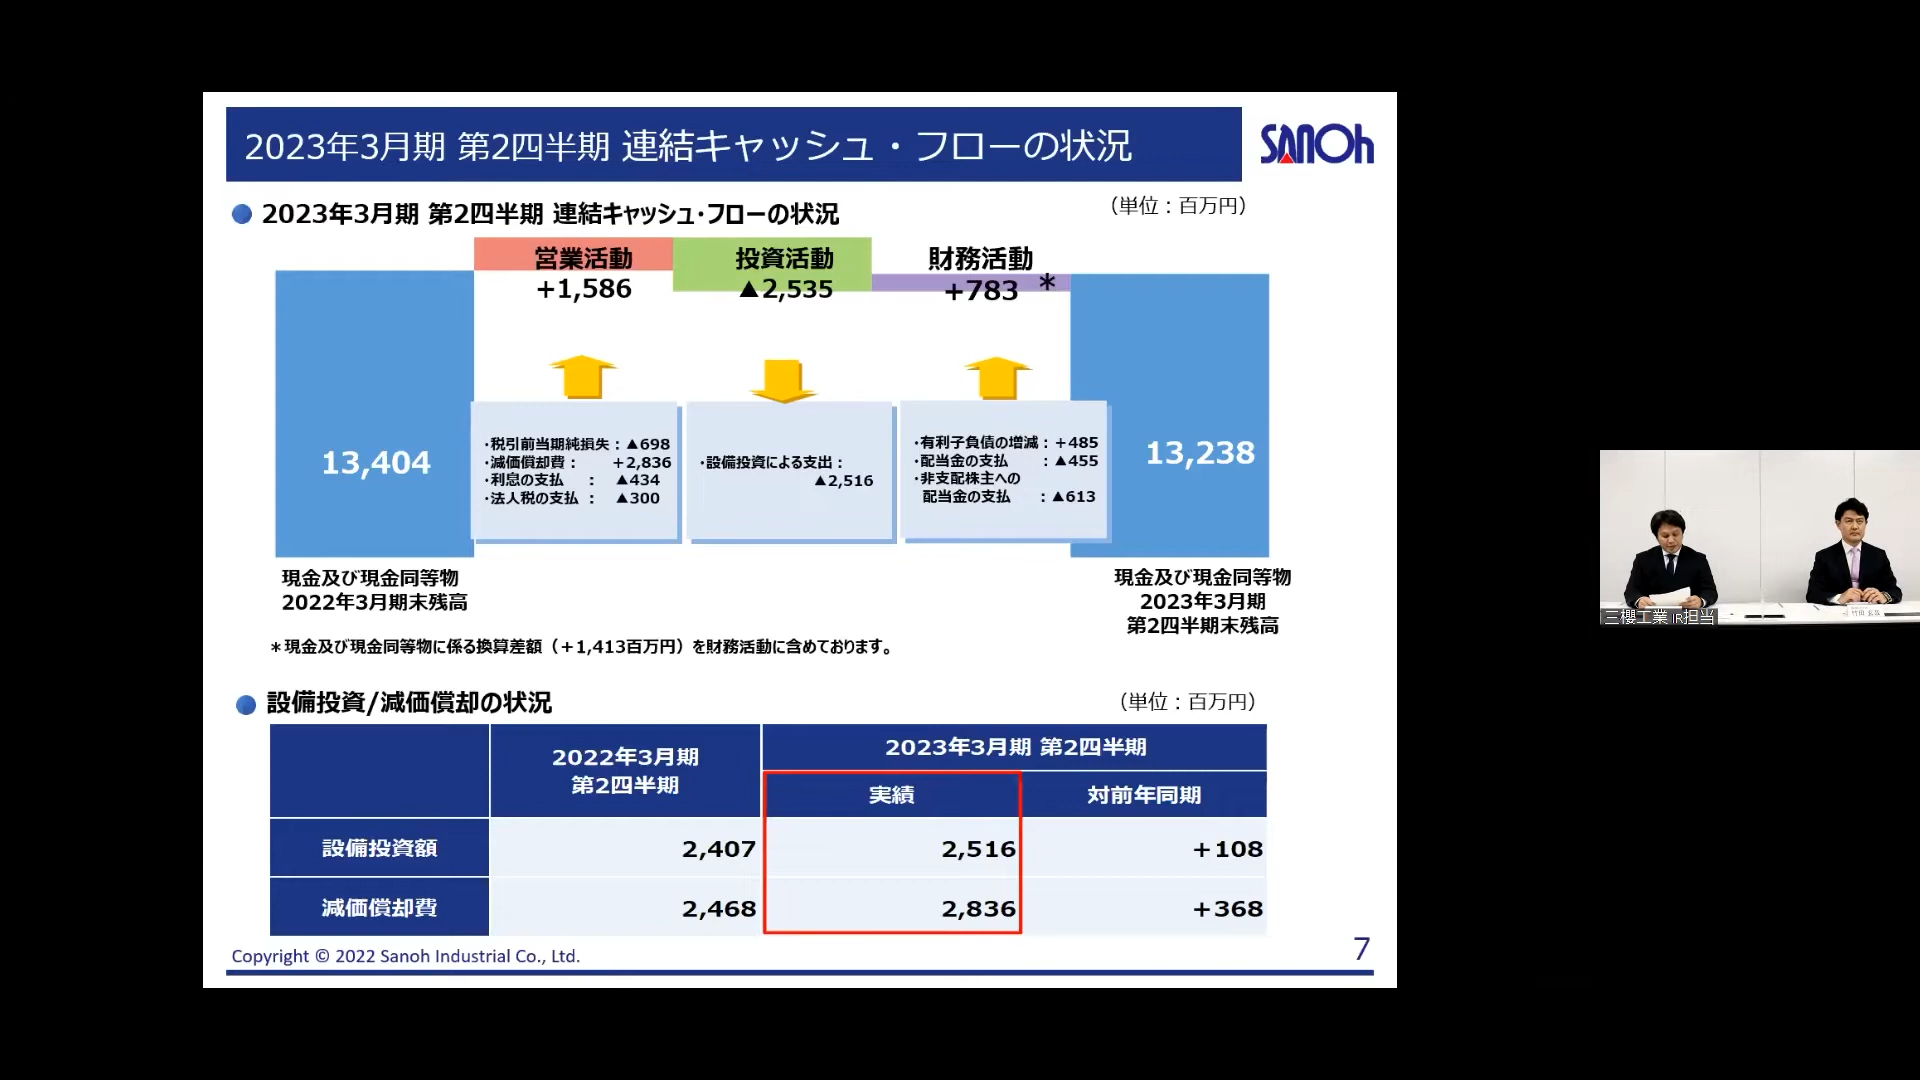 2023年3月期 第2四半期 連結キャッシュ・フローの状況
SANOh
2023年3月期 第2四半期 連結キャッシュ・フローの状況
（単位：百万円）
営業活動
+1,586
投資活動
▲2,535
財務活動
+783 ＊
13,404
・税引前当期純損失：▲698
・減価償却費： ＋2,836
・利息の支払 ： ▲434
・法人税の支払 ： ▲300
・設備投資による支出：
▲2,516
・有利子負債の増減：＋485
・配当金の支払 ：▲455
・非支配株主への
配当金の支払 ：▲613
13,238
現金及び現金同等物
2022年3月期末残高
現金及び現金同等物
2023年3月期
第2四半期末残高
＊現金及び現金同等物に係る換算差額（＋1,413百万円）を財務活動に含めております。
設備投資/減価償却の状況
（単位：百万円）
2022年3月期
第2四半期
2023年3月期 第2四半期
実績
対前年同期
設備投資額
2,407
2,516
+108
減価償却費
2,468
2,836
+368
Copyright © 2022 Sanoh Industrial Co., Ltd.
7
三櫻工業 IR担当